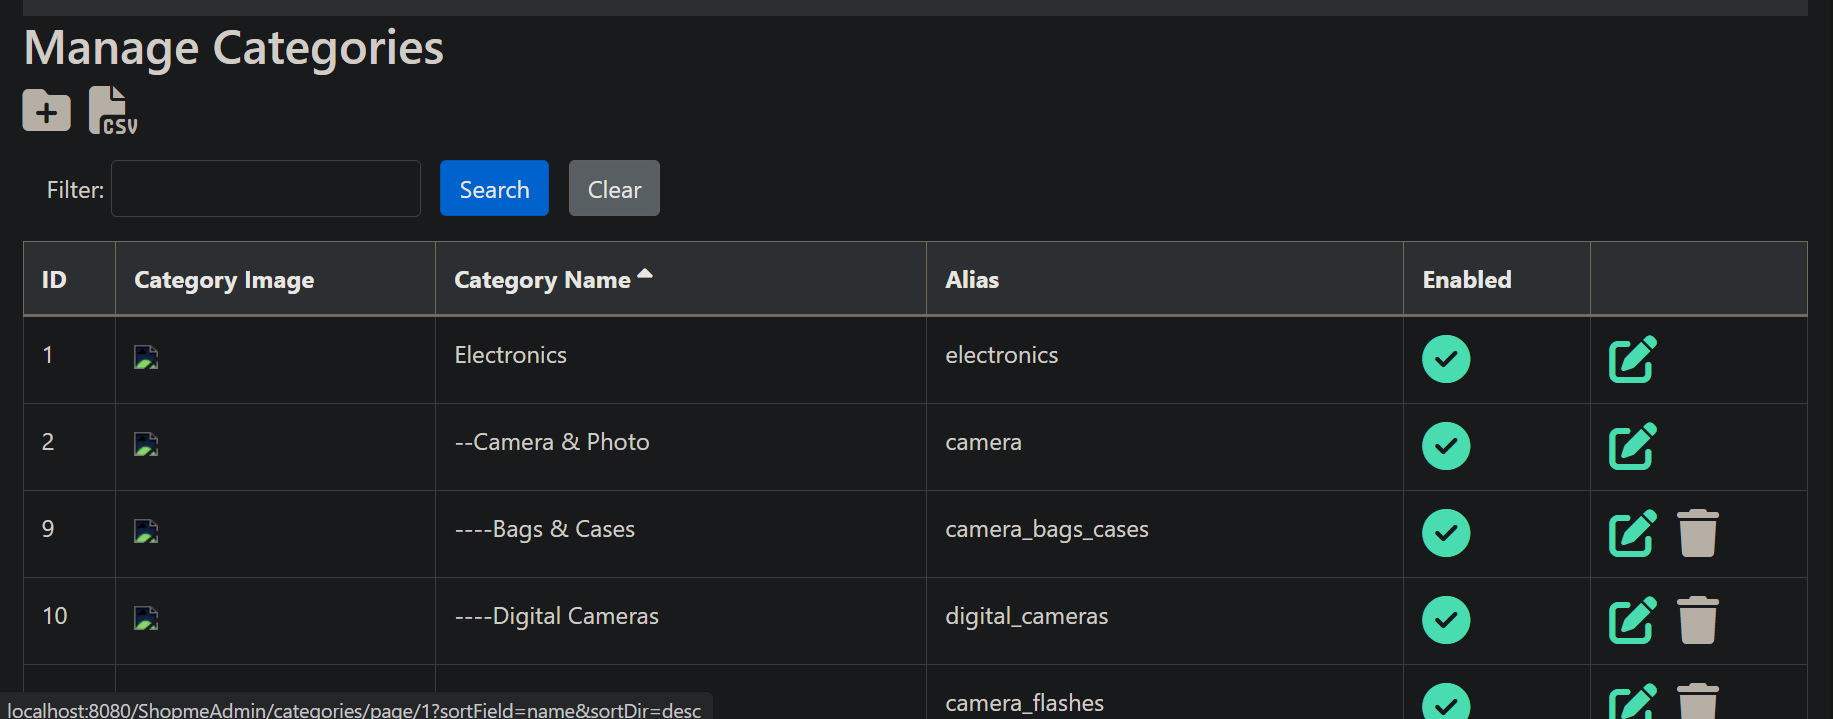 Manage Categories
CSV
Filter: Search Clear
ID Category Image Category Name Alias Enabled
1 Electronics electronics
2 --Camera & Photo camera
9 ----Bags & Cases camera_bags_cases
10 ----Digital Cameras digital_cameras
camera_flashes
localhost:8080/ShopmeAdmin/categories/page/1?sortField=name&sortDir=desc